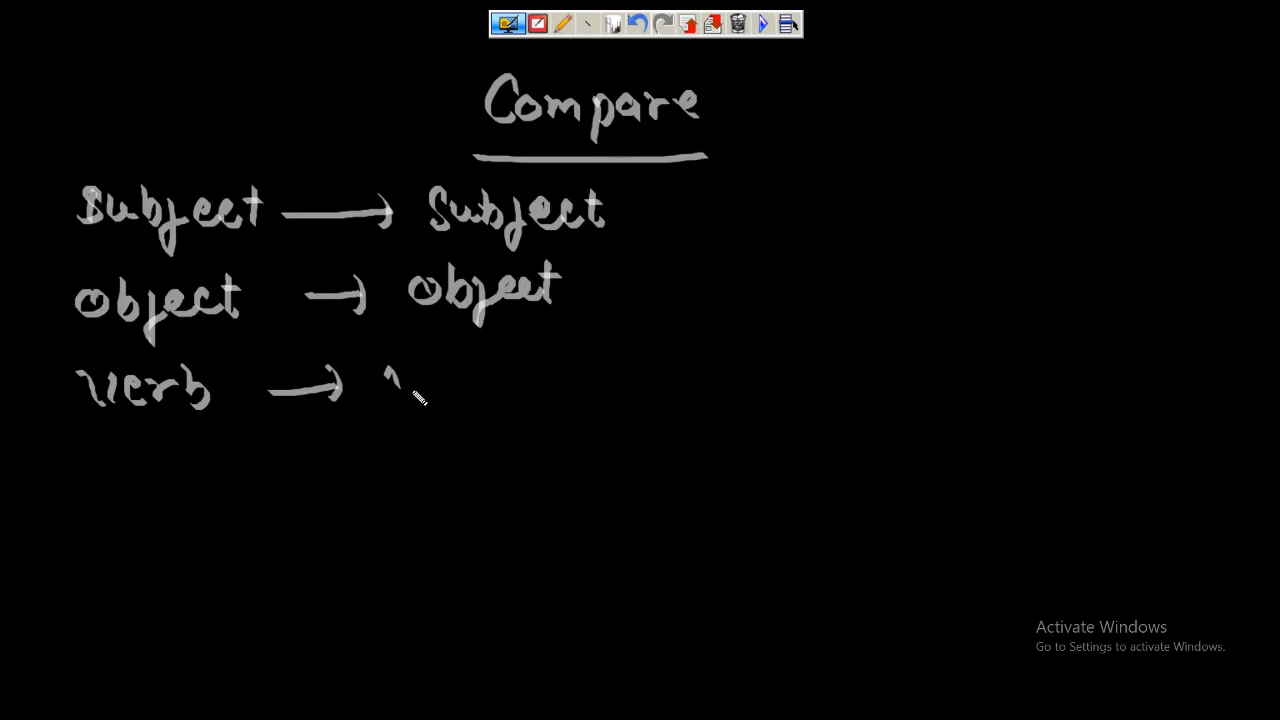 Compare
Subject → Subject
Object → Object
Verb →
Activate Windows
Go to Settings to activate Windows.